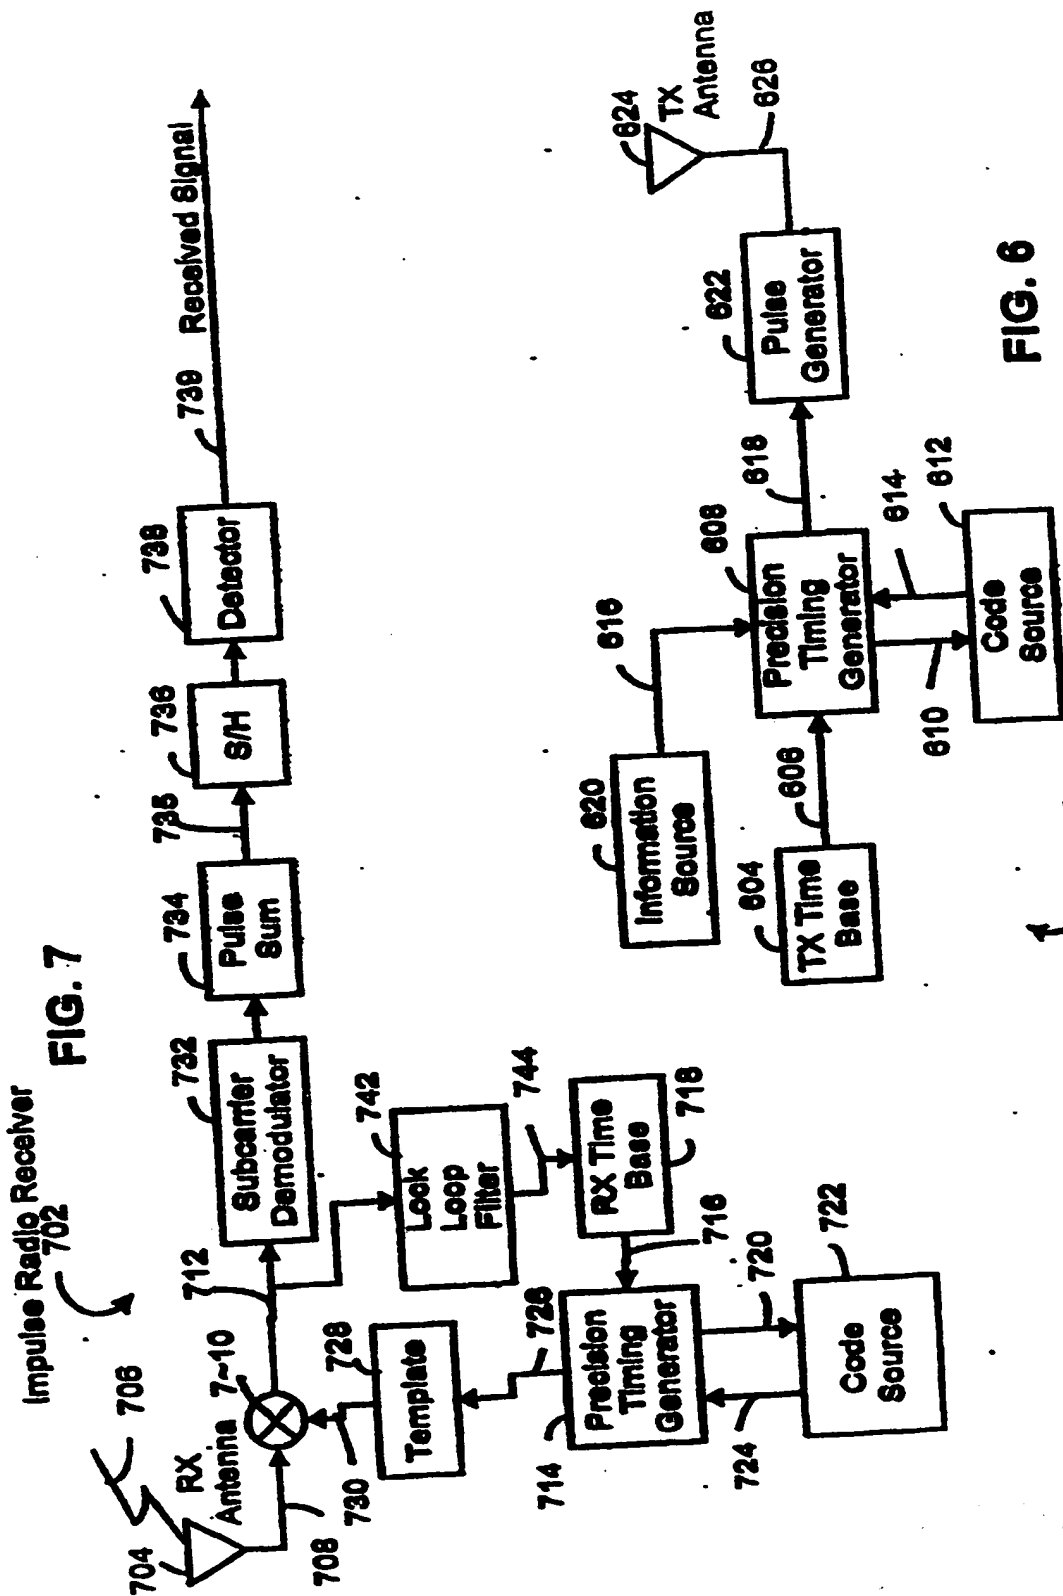 Impulse Radio Receiver
702
FIG. 7
706
704
RX
Antenna
7~10
708
712
732
Subcarrier
Demodulator
734
Pulse
Sum
735
736
S/H
738
Detector
739
Received Signal
730
728
Template
742
Lock
Loop
Filter
744
726
714
Precision
Timing
Generator
716
RX Time
Base
718
724
720
722
Code
Source
620
Information
Source
616
604
TX Time
Base
606
608
Precision
Timing
Generator
618
622
Pulse
Generator
624
TX
Antenna
626
610
614
612
Code
Source
FIG. 6